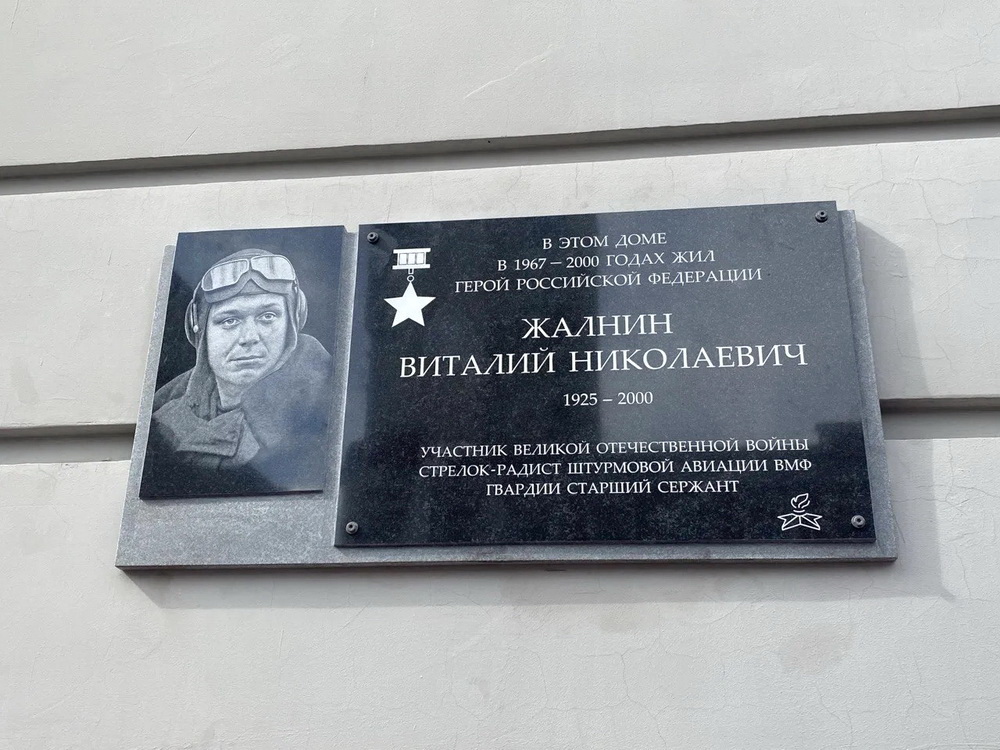 В ЭТОМ ДОМЕ
В 1967 – 2000 ГОДАХ ЖИЛ
ГЕРОЙ РОССИЙСКОЙ ФЕДЕРАЦИИ
ЖАЛНИН
ВИТАЛИЙ НИКОЛАЕВИЧ
1925 – 2000
УЧАСТНИК ВЕЛИКОЙ ОТЕЧЕСТВЕННОЙ ВОЙНЫ
СТРЕЛОК-РАДИСТ ШТУРМОВОЙ АВИАЦИИ ВМФ
ГВАРДИИ СТАРШИЙ СЕРЖАНТ